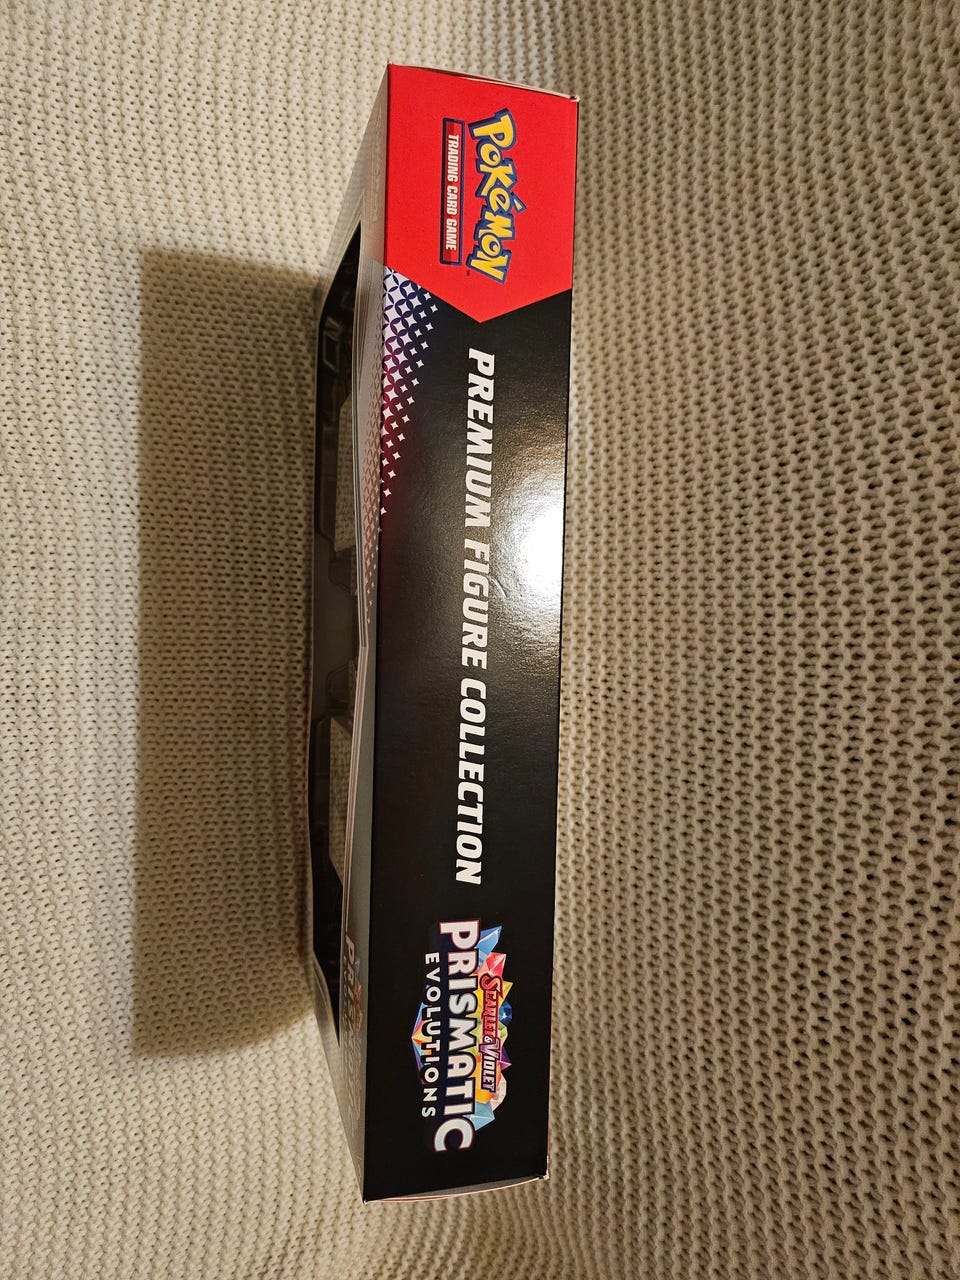 POKéMON
TRADING CARD GAME
PREMIUM FIGURE COLLECTION
SCARLET & VIOLET
PRISMATIC
EVOLUTIONS